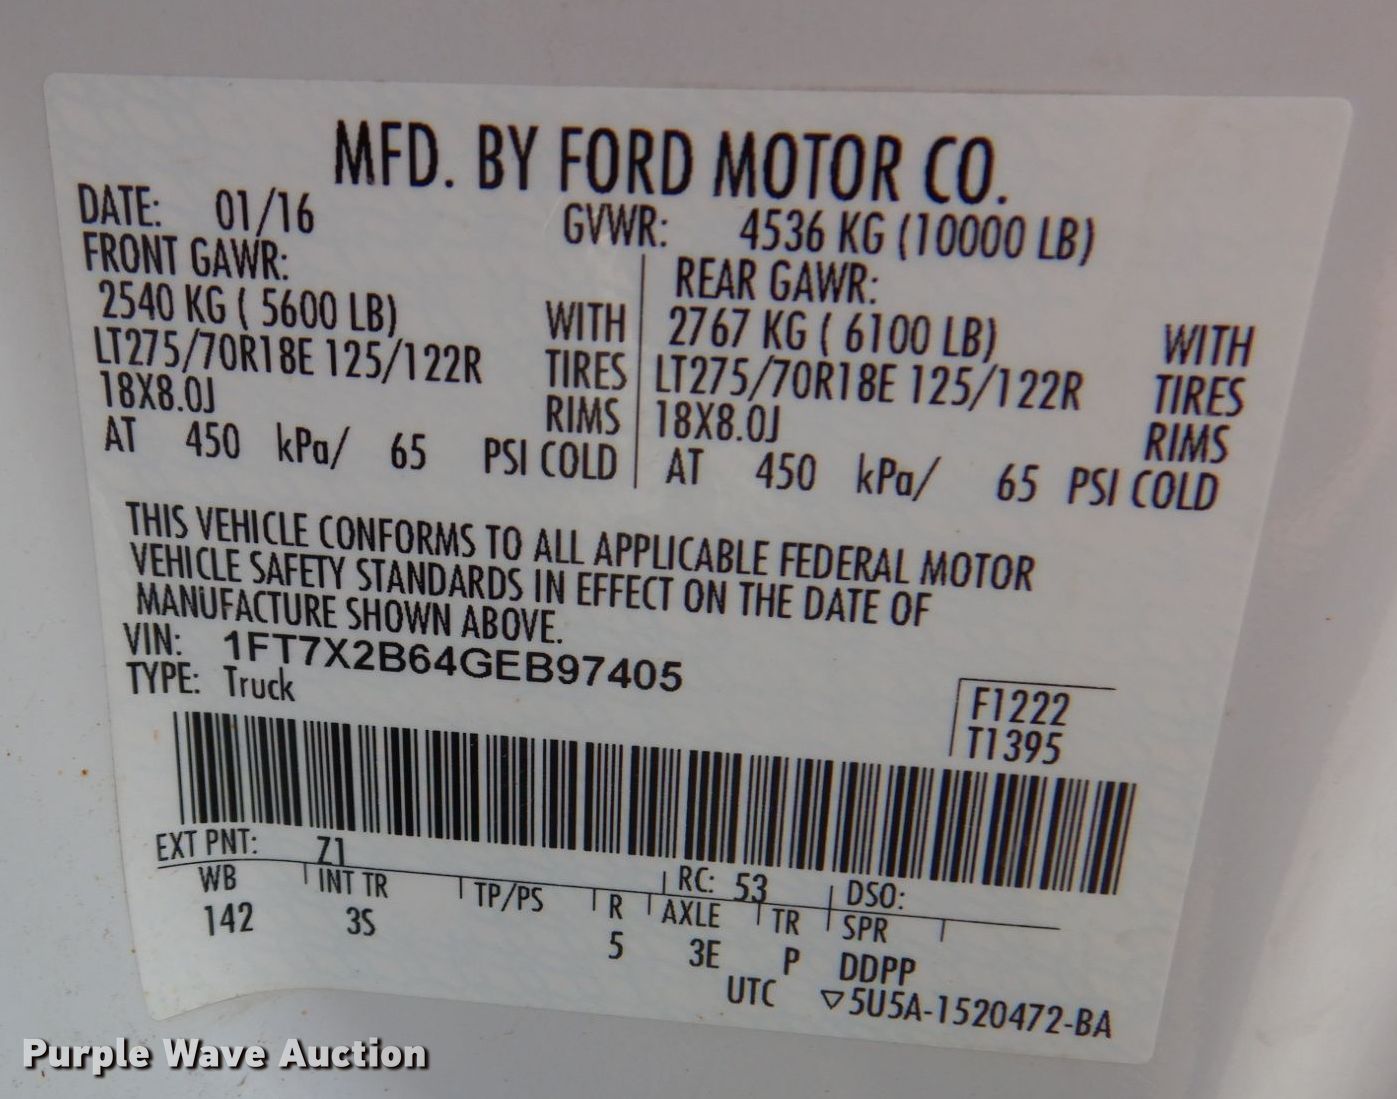 MFD. BY FORD MOTOR CO.
DATE: 01/16 GVWR: 4536 KG (10000 LB)
FRONT GAWR: REAR GAWR:
2540 KG ( 5600 LB) WITH 2767 KG ( 6100 LB) WITH
LT275/70R18E 125/122R TIRES LT275/70R18E 125/122R TIRES
18X8.0J RIMS 18X8.0J RIMS
AT 450 kPa/ 65 PSI COLD AT 450 kPa/ 65 PSI COLD
THIS VEHICLE CONFORMS TO ALL APPLICABLE FEDERAL MOTOR
VEHICLE SAFETY STANDARDS IN EFFECT ON THE DATE OF
MANUFACTURE SHOWN ABOVE.
VIN: 1FT7X2B64GEB97405
TYPE: Truck
F1222
T1395
EXT PNT: Z1 RC: 53 DSO:
WB INT TR TP/PS R AXLE TR SPR
142 3S 5 3E P DDPP
UTC ▽5U5A-1520472-BA
Purple Wave Auction